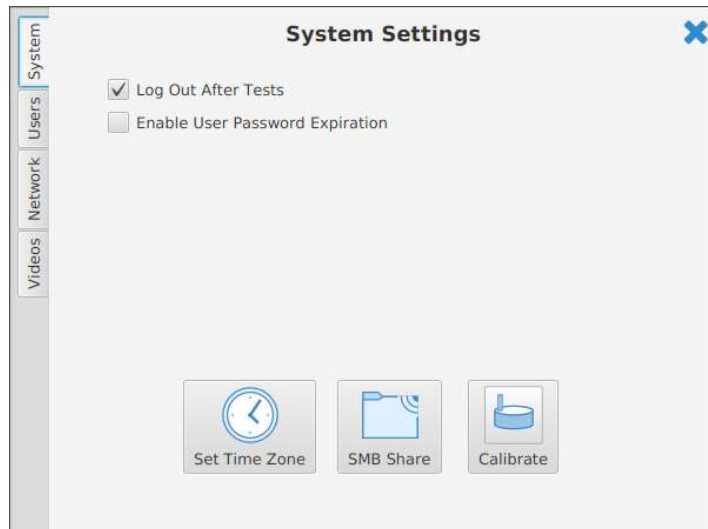 System Settings
System
Users
Network
Videos
Log Out After Tests
Enable User Password Expiration
Set Time Zone
SMB Share
Calibrate